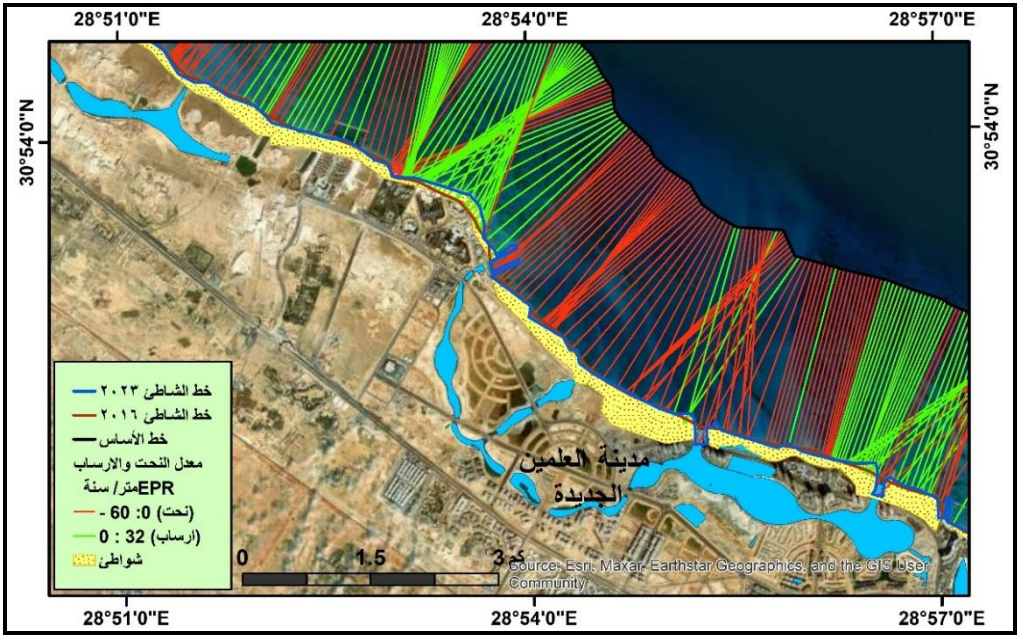 28°51'0"E 28°54'0"E 28°57'0"E
30°54'0"N
30°54'0"N
خط الشاطئ ٢٠٢٣
خط الشاطئ ٢٠١٦
خط الأساس
معدل النحت والارساب
EPRمتر/ سنة
(نحت) 0: 60 -
(ارساب) 32 : 0
شواطئ
مدينة العلمين
الجديدة
0 1.5 3 كم
Source: Esri, Maxar, Earthstar Geographics, and the GIS User
Community
28°51'0"E 28°54'0"E 28°57'0"E